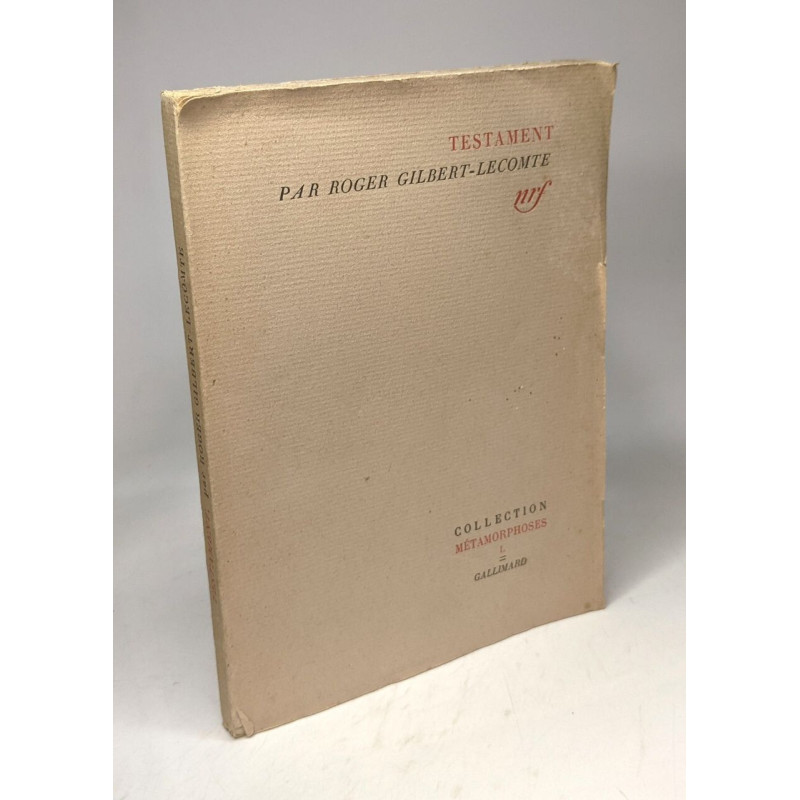 TESTAMENT
PAR ROGER GILBERT-LECOMTE
nrf
COLLECTION
MÉTAMORPHOSES
L
GALLIMARD
PAR ROGER GILBERT-LECOMTE